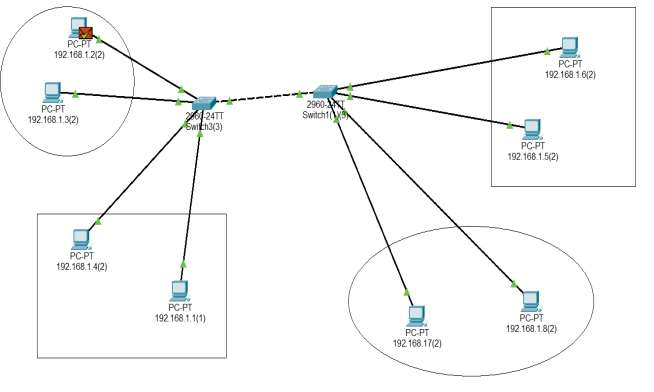 PC-PT
192.168.1.2(2)
PC-PT
192.168.1.3(2)
2960-24TT
Switch3(3)
2960-24TT
PC-PT
192.168.1.6(2)
PC-PT
192.168.1.5(2)
PC-PT
192.168.1.4(2)
PC-PT
192.168.1.1(1)
PC-PT
192.168.17(2)
PC-PT
192.168.1.8(2)